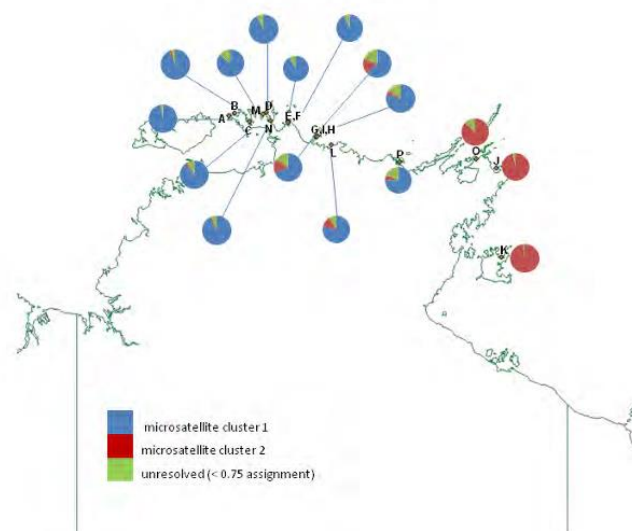 B
A
M
D
C
N
E,F
G,I,H
L
P
O
J
K
microsatellite cluster 1
microsatellite cluster 2
unresolved (< 0.75 assignment)